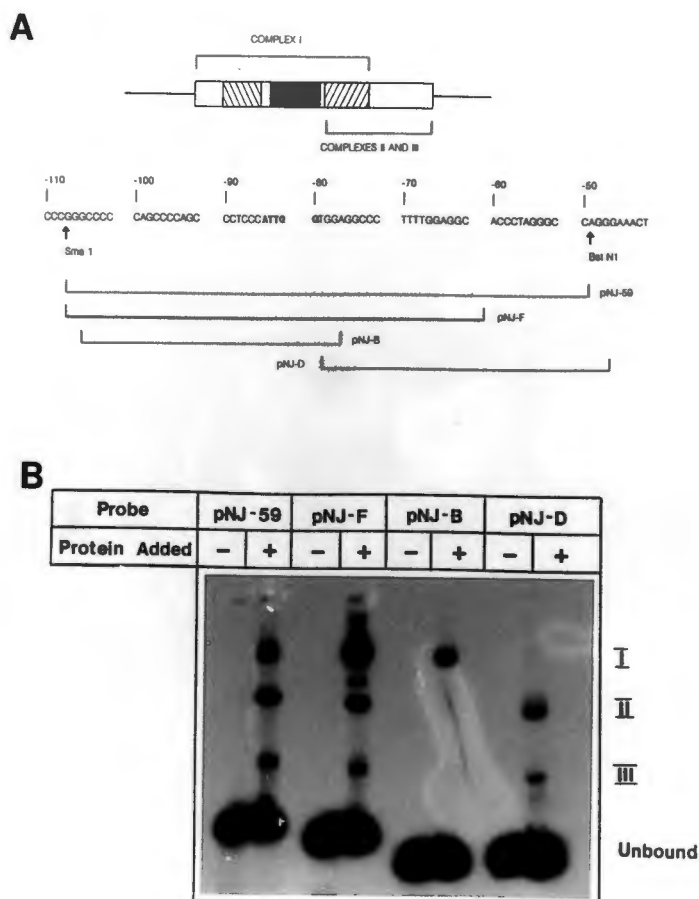 A
COMPLEX I
COMPLEXES II AND III
-110 -100 -90 -80 -70 -60 -50
CCCGGGCCCC CAGCCCCAGC CCTCCCATTG GTGGAGGCCC TTTTGGAGGC ACCCTAGGGC CAGGGAAACT
Sma 1 Bst N1
pNJ-59
pNJ-F
pNJ-B
pNJ-D
B
Probe pNJ-59 pNJ-F pNJ-B pNJ-D
Protein Added - + - + - + - +
I
II
III
Unbound